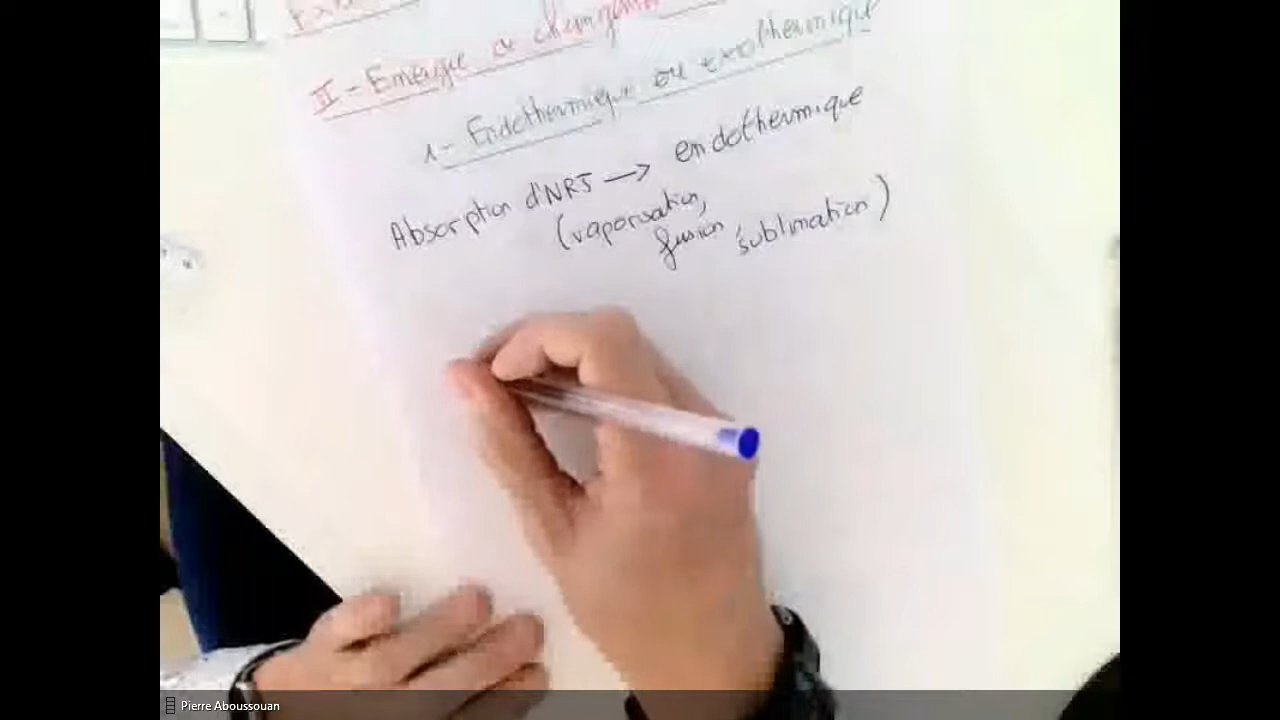 II - Energie de changement
1 - Endothermique ou exothermique
Absorption d'NRJ → endothermique
(vaporisation,
fusion, sublimation)
Pierre Aboussouan